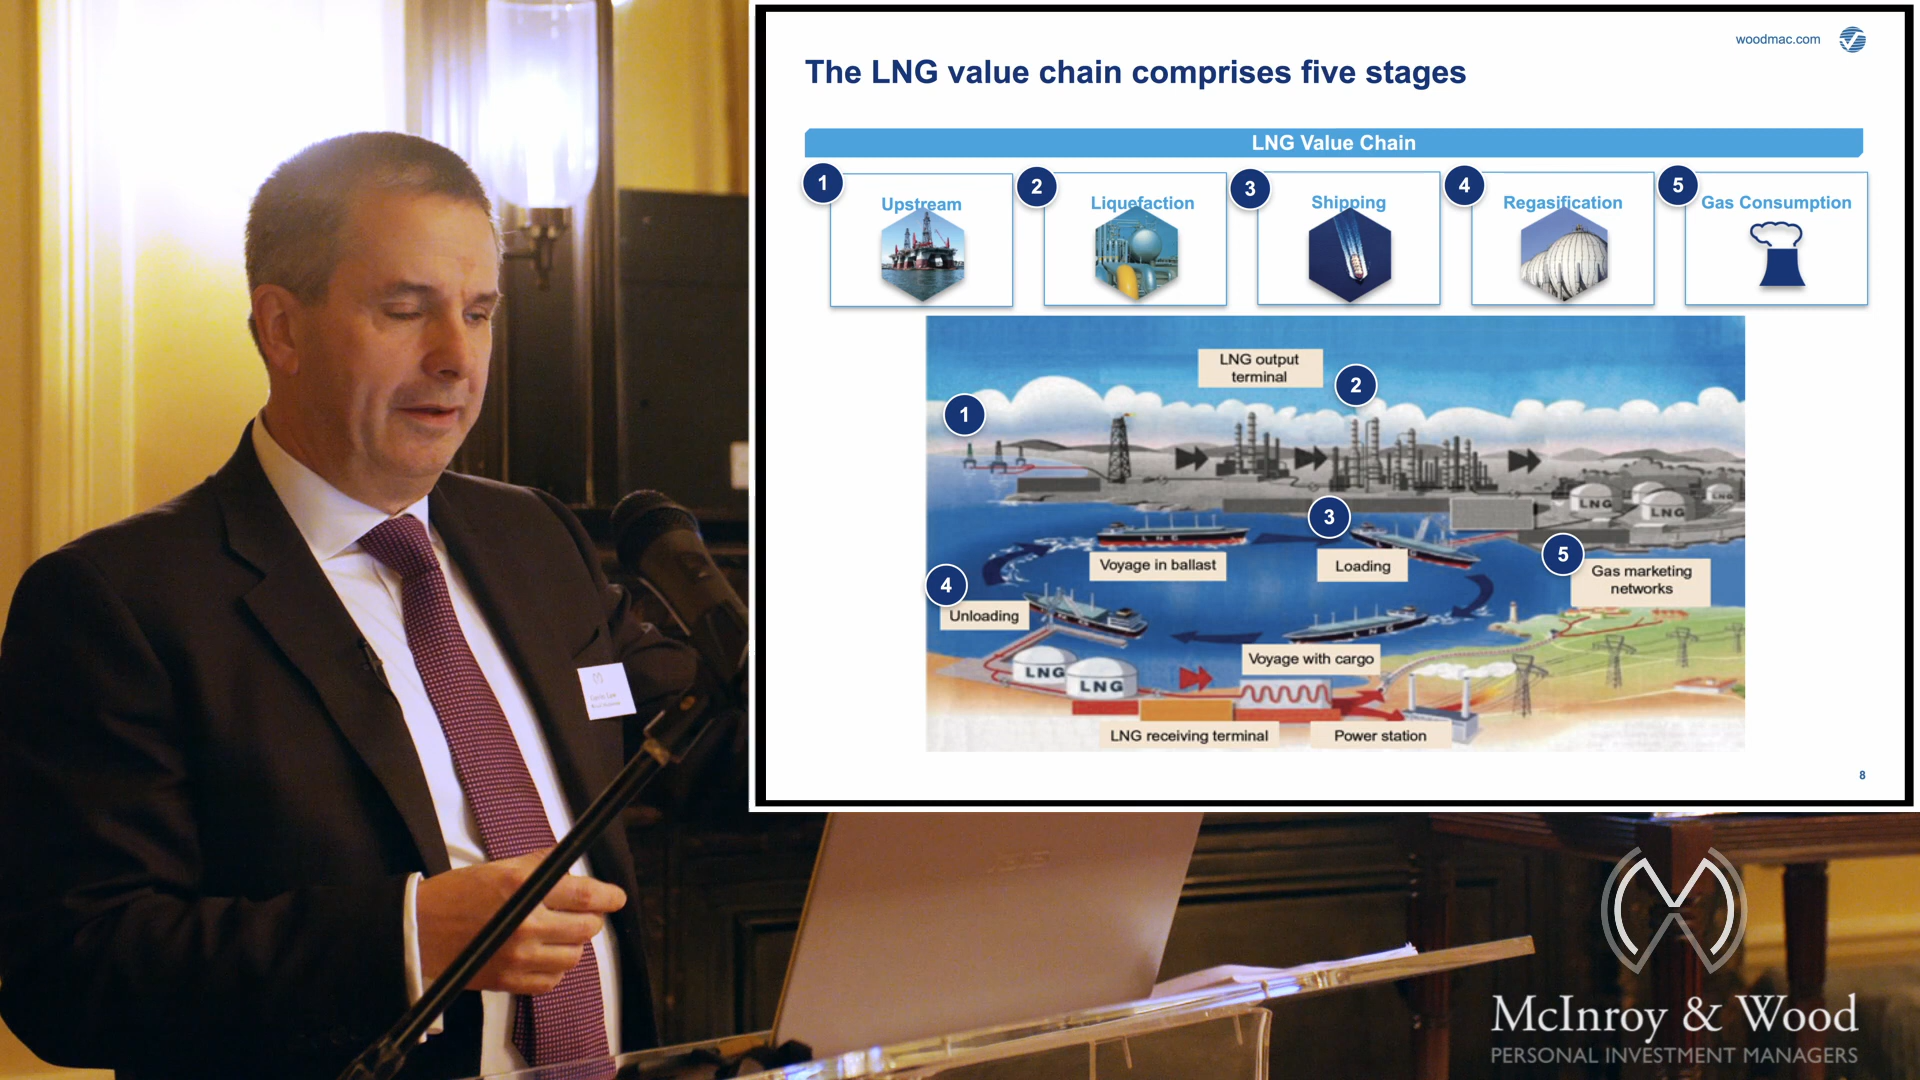 woodmac.com
The LNG value chain comprises five stages
LNG Value Chain
1
2
3
4
5
Upstream
Liquefaction
Shipping
Regasification
Gas Consumption
LNG output
terminal
2
1
LNG
LNG
LNG
3
LNG
Voyage in ballast
Loading
5
Gas marketing
networks
4
Unloading
LNG
Voyage with cargo
LNG
LNG
LNG receiving terminal
Power station
8
McInroy & Wood
PERSONAL INVESTMENT MANAGERS